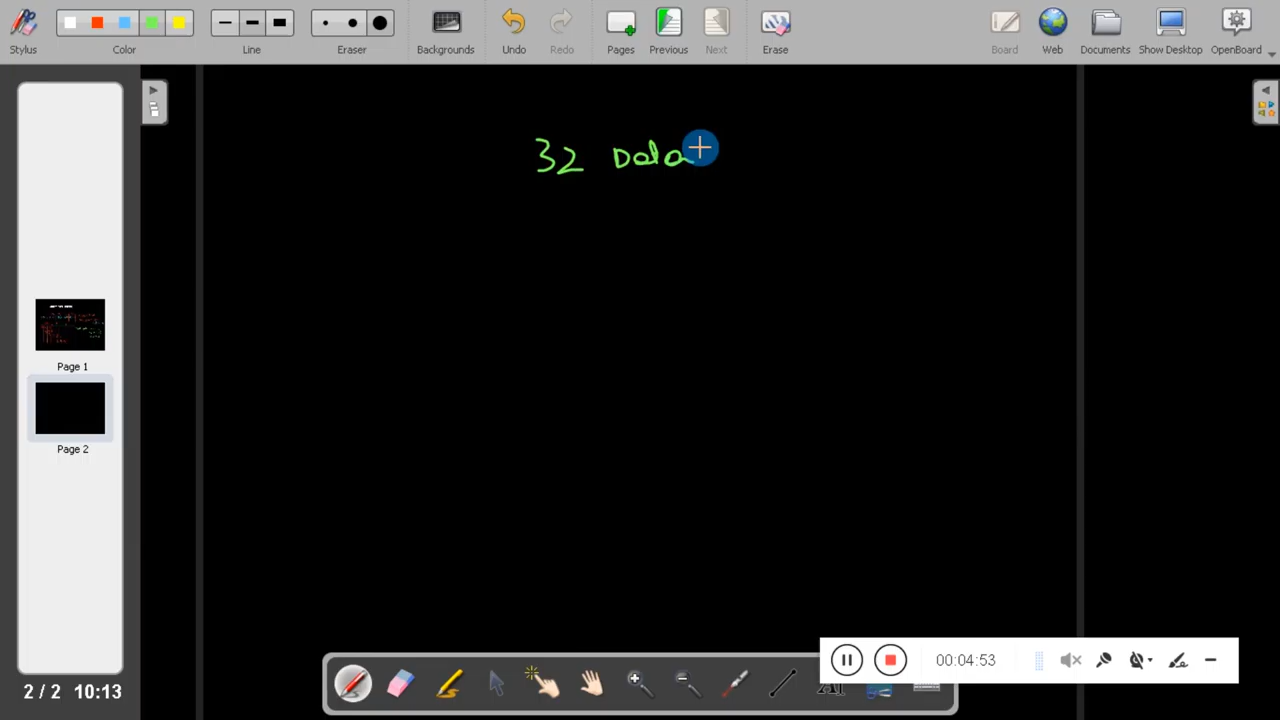 Stylus
Color
Line
Eraser
Backgrounds
Undo
Redo
Pages
Previous
Next
Erase
Board
Web
Documents
Show Desktop
OpenBoard
32 Data
Page 1
Page 2
2 / 2 10:13
00:04:53